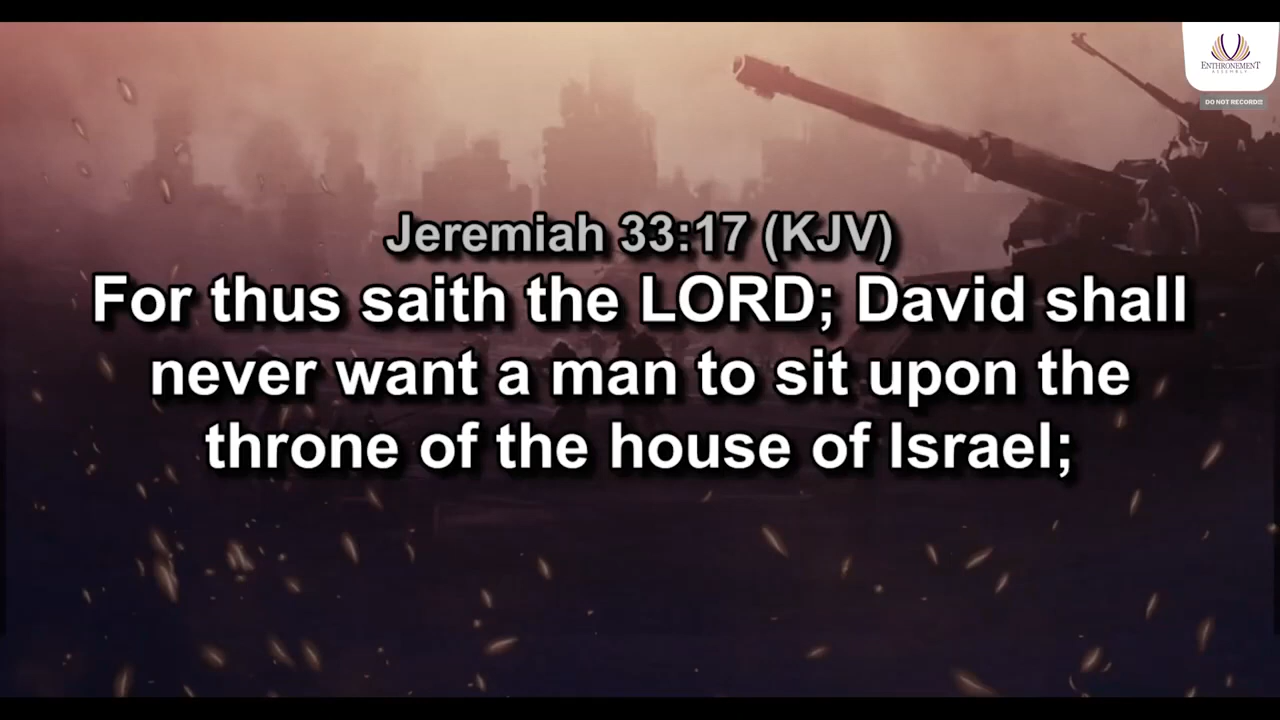 ENTHRONEMENT
ASSEMBLY
DO NOT RECORD!!!
Jeremiah 33:17 (KJV)
For thus saith the LORD; David shall
never want a man to sit upon the
throne of the house of Israel;